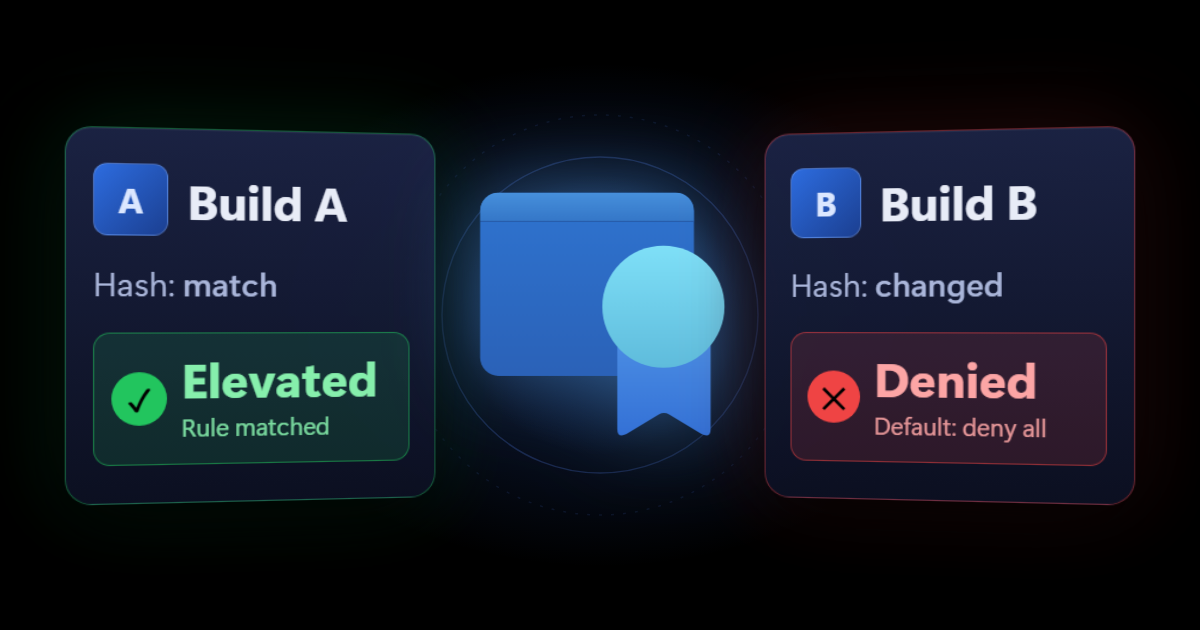 A
Build A
Hash: match
✓
Elevated
Rule matched
B
Build B
Hash: changed
✕
Denied
Default: deny all